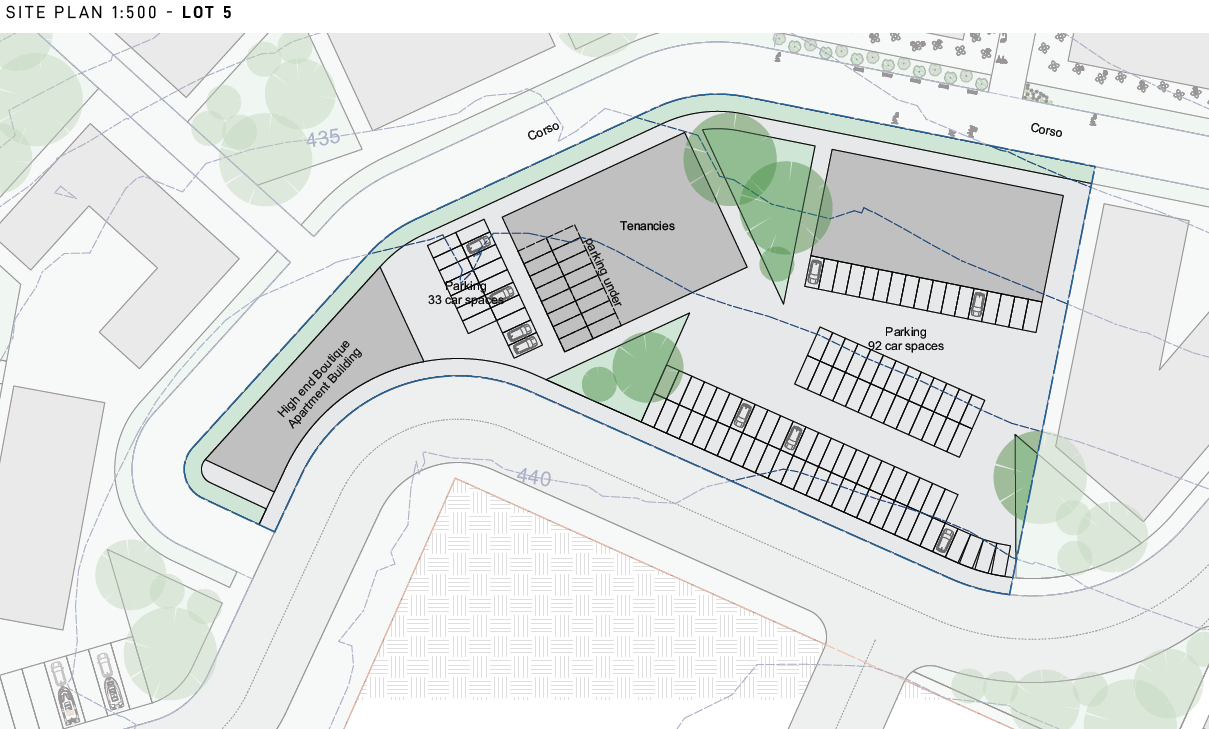 SITE PLAN 1:500 - LOT 5
435
Corso
Corso
Tenancies
parking under
Parking
33 car spaces
Parking
92 car spaces
High end Boutique
Apartment Building
440